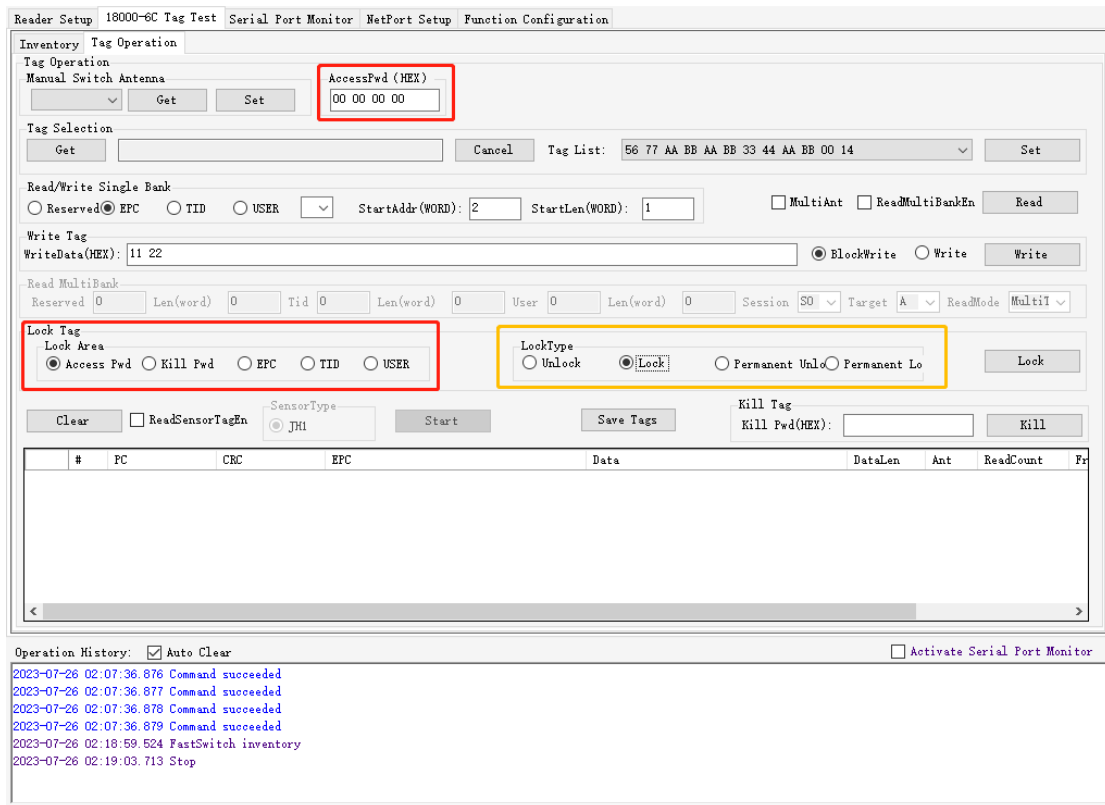 Reader Setup 18000-6C Tag Test Serial Port Monitor NetPort Setup Function Configuration
Inventory Tag Operation
Tag Operation
Manual Switch Antenna AccessPwd (HEX)
Get Set 00 00 00 00
Tag Selection
Get Cancel Tag List: 56 77 AA BB AA BB 33 44 AA BB 00 14 Set
Read/Write Single Bank
Reserved EPC TID USER StartAddr(WORD): 2 StartLen(WORD): 1 MultiAnt ReadMultiBankEn Read
Write Tag
WriteData(HEX): 11 22 BlockWrite Write Write
Read MultiBank
Reserved 0 Len(word) 0 Tid 0 Len(word) 0 User 0 Len(word) 0 Session S0 Target A ReadMode MultiT
Lock Tag
Lock Area LockType
Access Pwd Kill Pwd EPC TID USER Unlock Lock Permanent Unlo Permanent Lo Lock
SensorType Kill Tag
Clear ReadSensorTagEn JH1 Start Save Tags Kill Pwd(HEX): Kill
# PC CRC EPC Data DataLen Ant ReadCount Fr
Operation History: Auto Clear Activate Serial Port Monitor
2023-07-26 02:07:36.876 Command succeeded
2023-07-26 02:07:36.877 Command succeeded
2023-07-26 02:07:36.878 Command succeeded
2023-07-26 02:07:36.879 Command succeeded
2023-07-26 02:18:59.524 FastSwitch inventory
2023-07-26 02:19:03.713 Stop